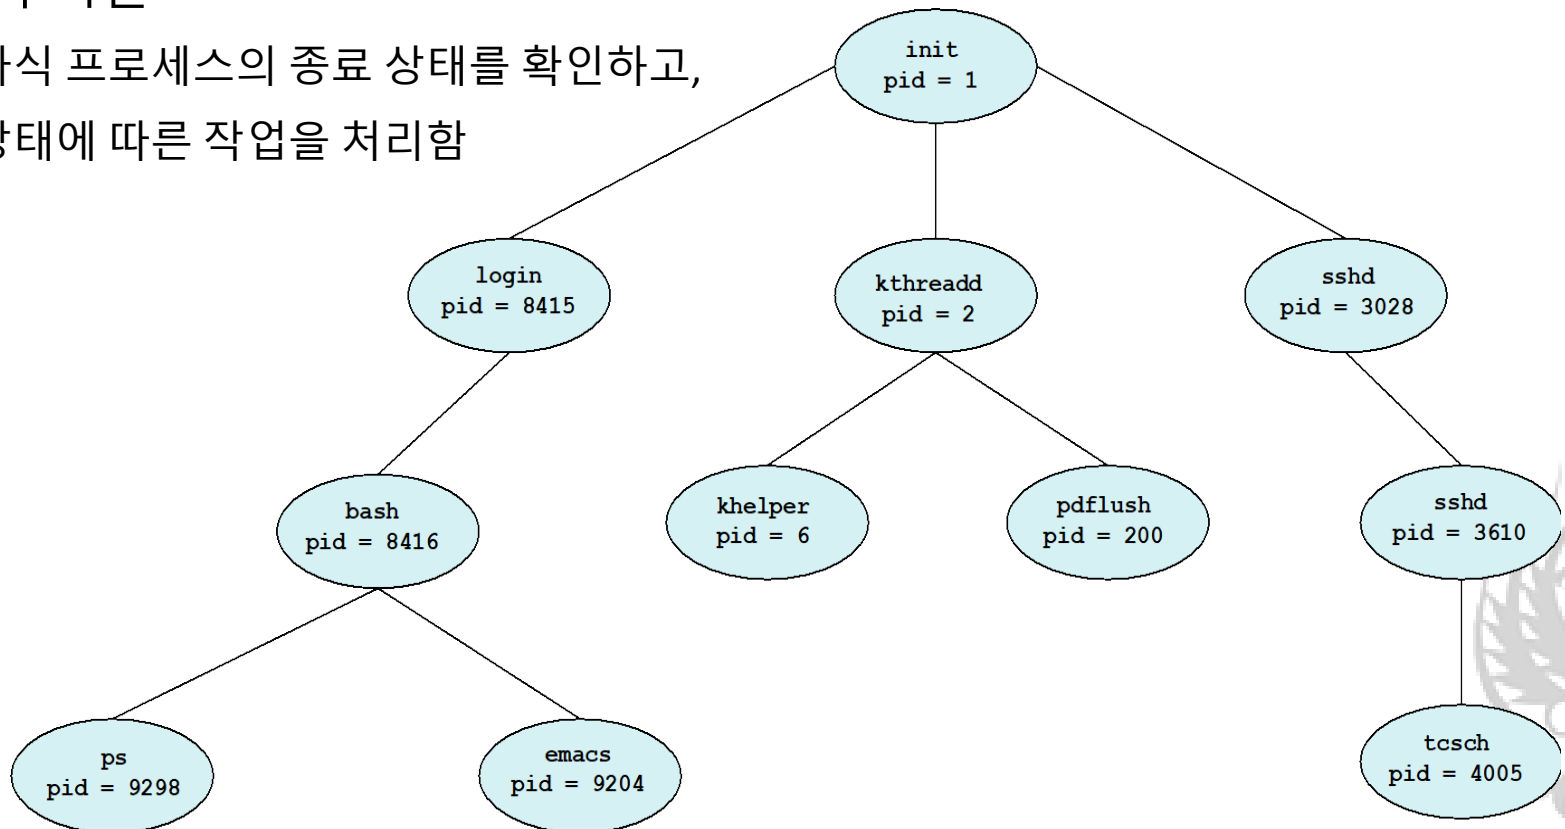 식 프로세스의 종료 상태를 확인하고,
태에 따른 작업을 처리함
init
pid = 1
login
pid = 8415
kthreadd
pid = 2
sshd
pid = 3028
bash
pid = 8416
khelper
pid = 6
pdflush
pid = 200
sshd
pid = 3610
ps
pid = 9298
emacs
pid = 9204
tcsch
pid = 4005